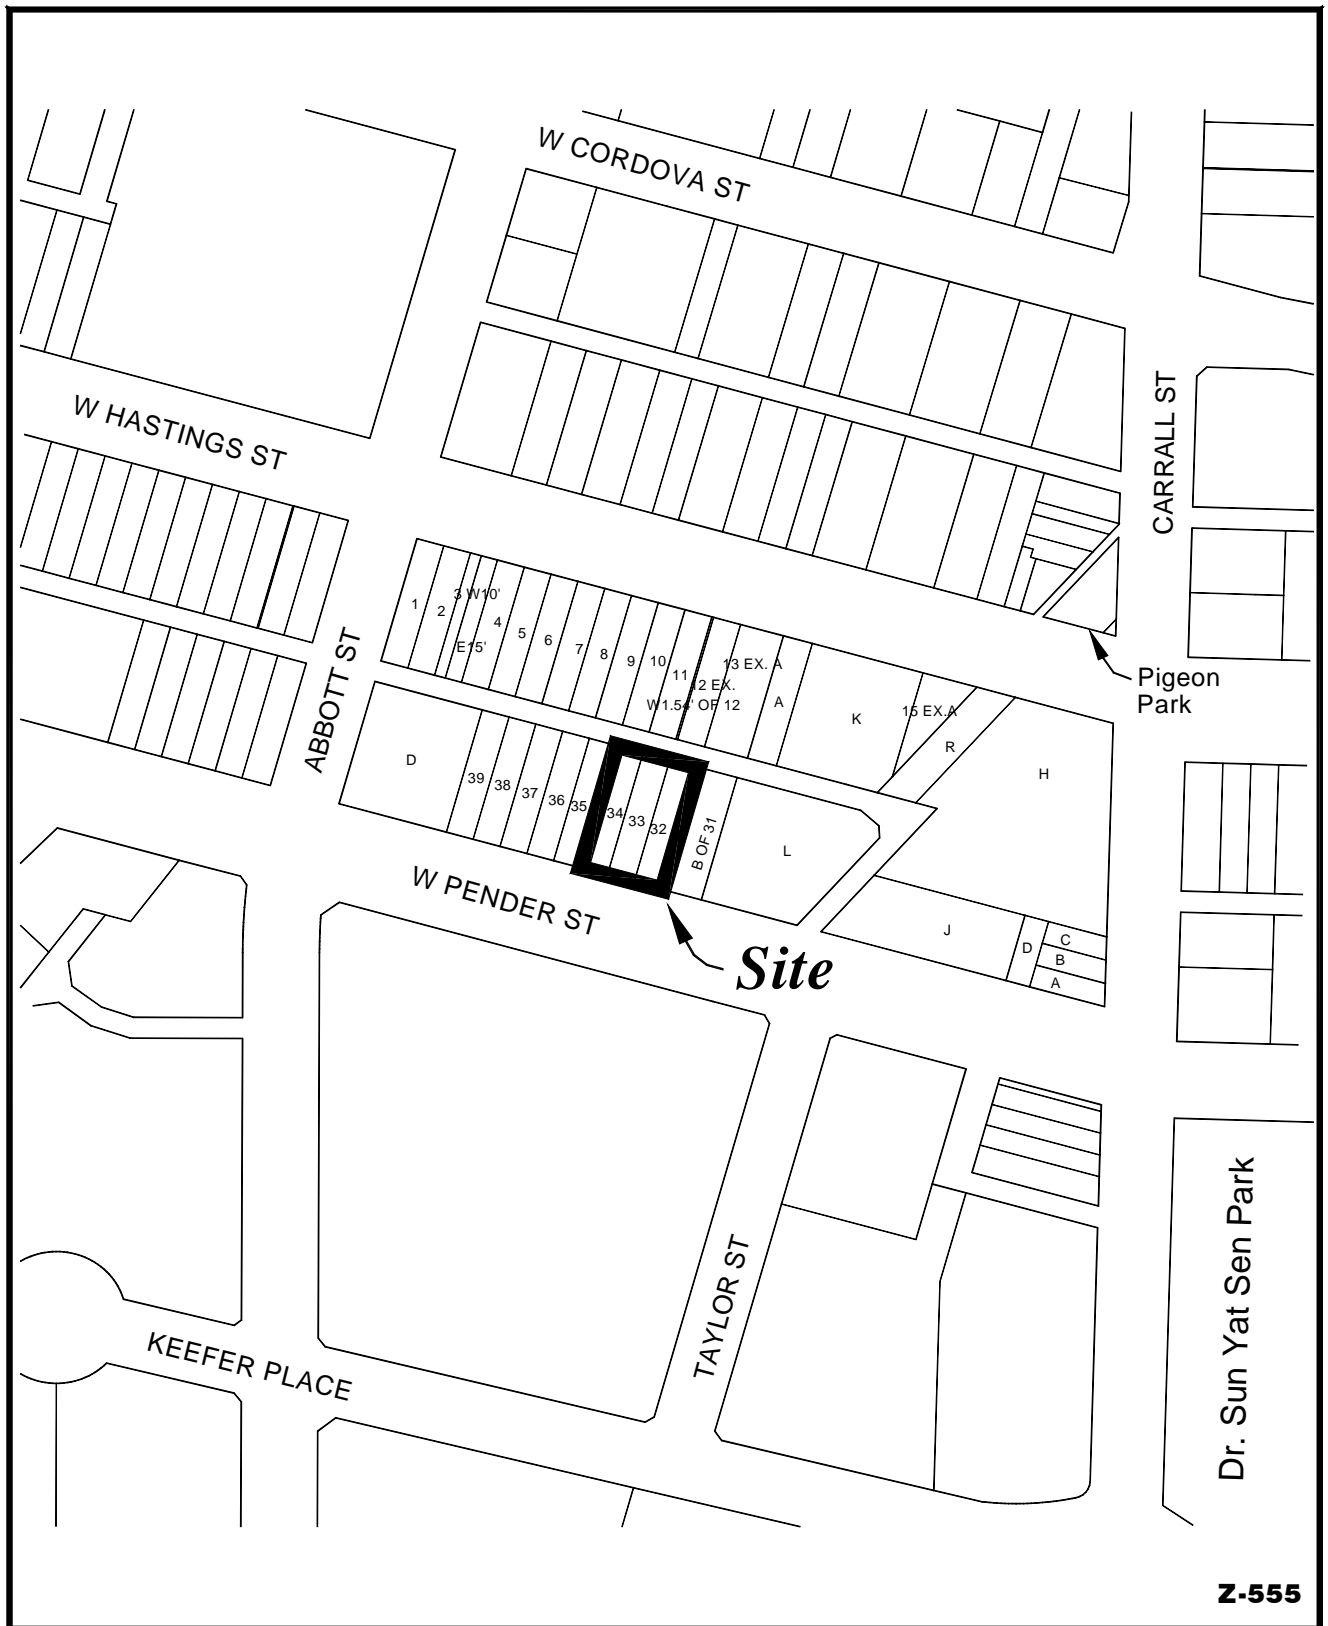 W CORDOVA ST
W HASTINGS ST
CARRALL ST
ABBOTT ST
1
2
3 W10'
E15'
4
5
6
7
8
9
10
11
12 EX.
W1.54' OF 12
13 EX. A
A
K
15 EX.A
R
H
Pigeon
Park
D
39
38
37
36
35
34
33
32
B OF 31
L
J
D
C
B
A
W PENDER ST
Site
TAYLOR ST
KEEFER PLACE
Dr. Sun Yat Sen Park
Z-555